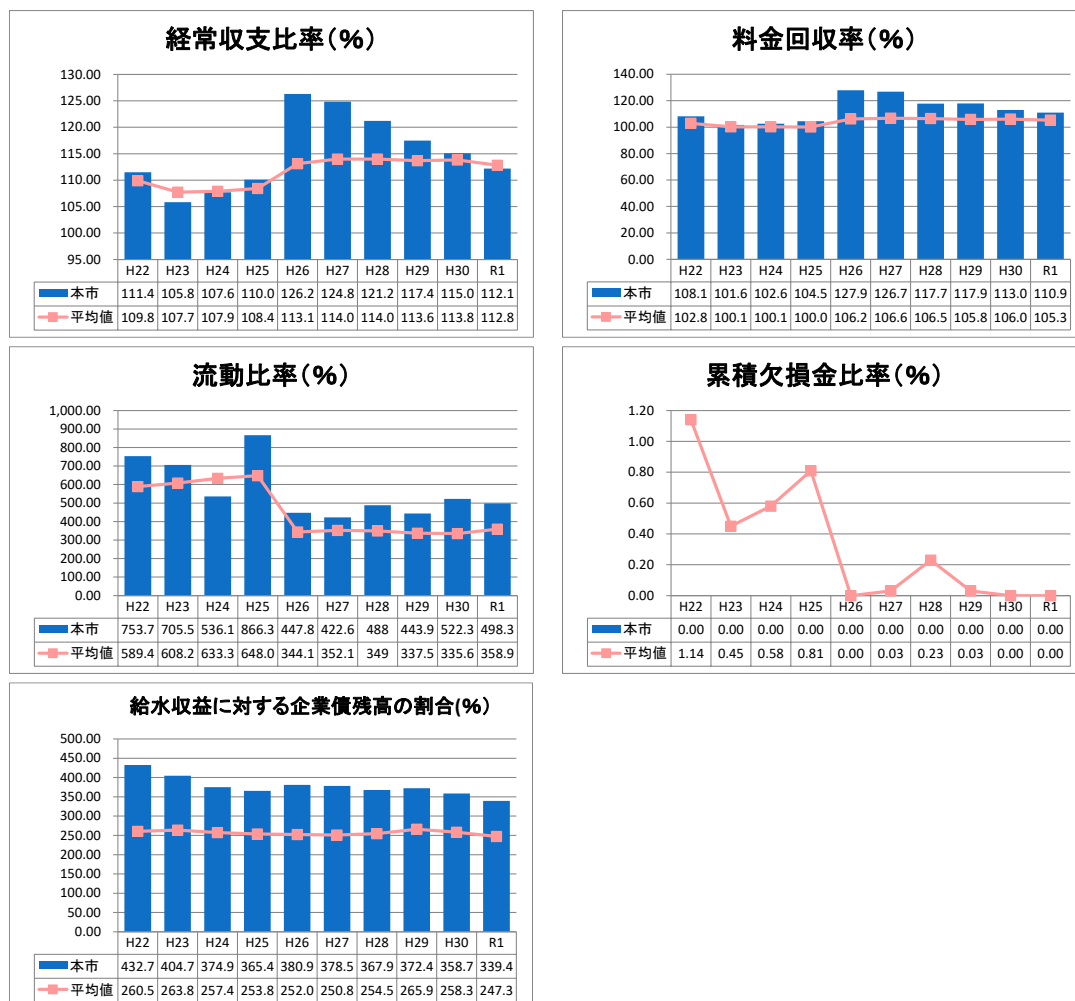 経常収支比率(%)
130.00
125.00
120.00
115.00
110.00
105.00
100.00
95.00
H22 H23 H24 H25 H26 H27 H28 H29 H30 R1
本市 111.4 105.8 107.6 110.0 126.2 124.8 121.2 117.4 115.0 112.1
平均値 109.8 107.7 107.9 108.4 113.1 114.0 114.0 113.6 113.8 112.8
料金回収率(%)
140.00
120.00
100.00
80.00
60.00
40.00
20.00
0.00
H22 H23 H24 H25 H26 H27 H28 H29 H30 R1
本市 108.1 101.6 102.6 104.5 127.9 126.7 117.7 117.9 113.0 110.9
平均値 102.8 100.1 100.1 100.0 106.2 106.6 106.5 105.8 106.0 105.3
流動比率(%)
1,000.00
900.00
800.00
700.00
600.00
500.00
400.00
300.00
200.00
100.00
0.00
H22 H23 H24 H25 H26 H27 H28 H29 H30 R1
本市 753.7 705.5 536.1 866.3 447.8 422.6 488 443.9 522.3 498.3
平均値 589.4 608.2 633.3 648.0 344.1 352.1 349 337.5 335.6 358.9
累積欠損金比率(%)
1.20
1.00
0.80
0.60
0.40
0.20
0.00
H22 H23 H24 H25 H26 H27 H28 H29 H30 R1
本市 0.00 0.00 0.00 0.00 0.00 0.00 0.00 0.00 0.00 0.00
平均値 1.14 0.45 0.58 0.81 0.00 0.03 0.23 0.03 0.00 0.00
給水収益に対する企業債残高の割合(%)
500.00
450.00
400.00
350.00
300.00
250.00
200.00
150.00
100.00
50.00
0.00
H22 H23 H24 H25 H26 H27 H28 H29 H30 R1
本市 432.7 404.7 374.9 365.4 380.9 378.5 367.9 372.4 358.7 339.4
平均値 260.5 263.8 257.4 253.8 252.0 250.8 254.5 265.9 258.3 247.3